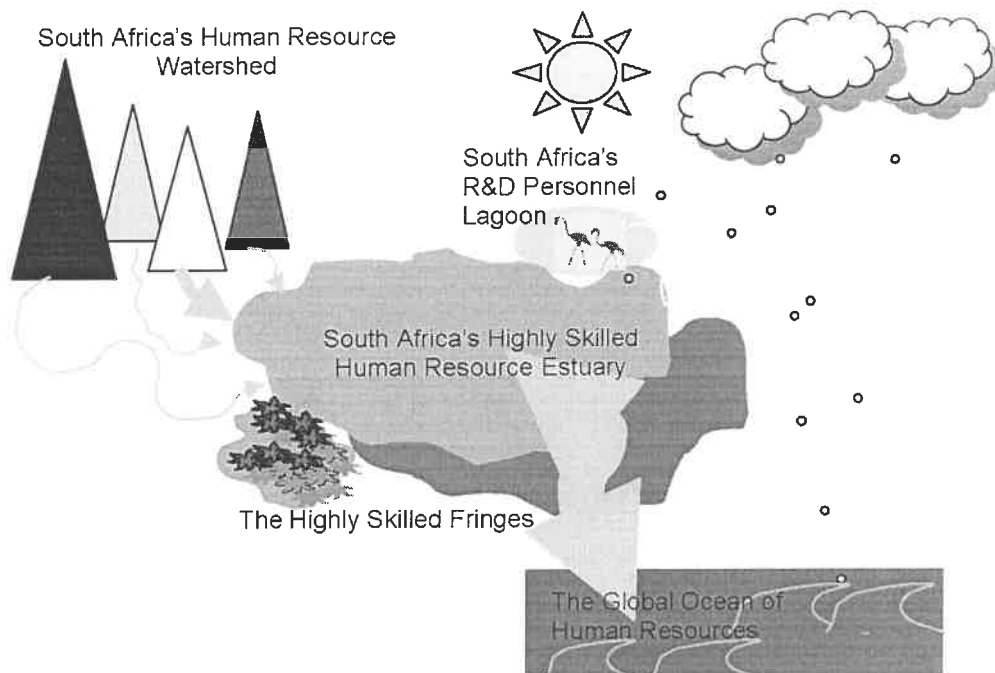 South Africa's Human Resource
Watershed
South Africa's
R&D Personnel
Lagoon
South Africa's Highly Skilled
Human Resource Estuary
The Highly Skilled Fringes
The Global Ocean of
Human Resources